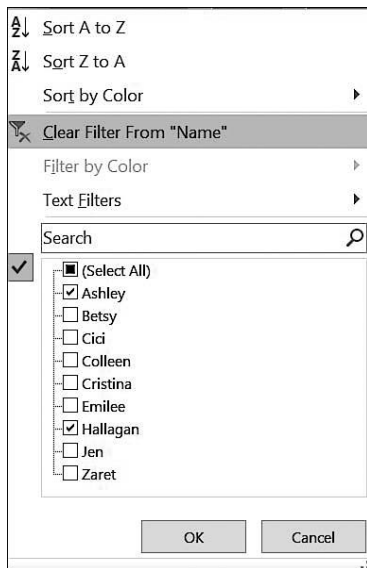 Sort A to Z
Sort Z to A
Sort by Color
Clear Filter From "Name"
Filter by Color
Text Filters
Search
(Select All)
Ashley
Betsy
Cici
Colleen
Cristina
Emilee
Hallagan
Jen
Zaret
OK Cancel